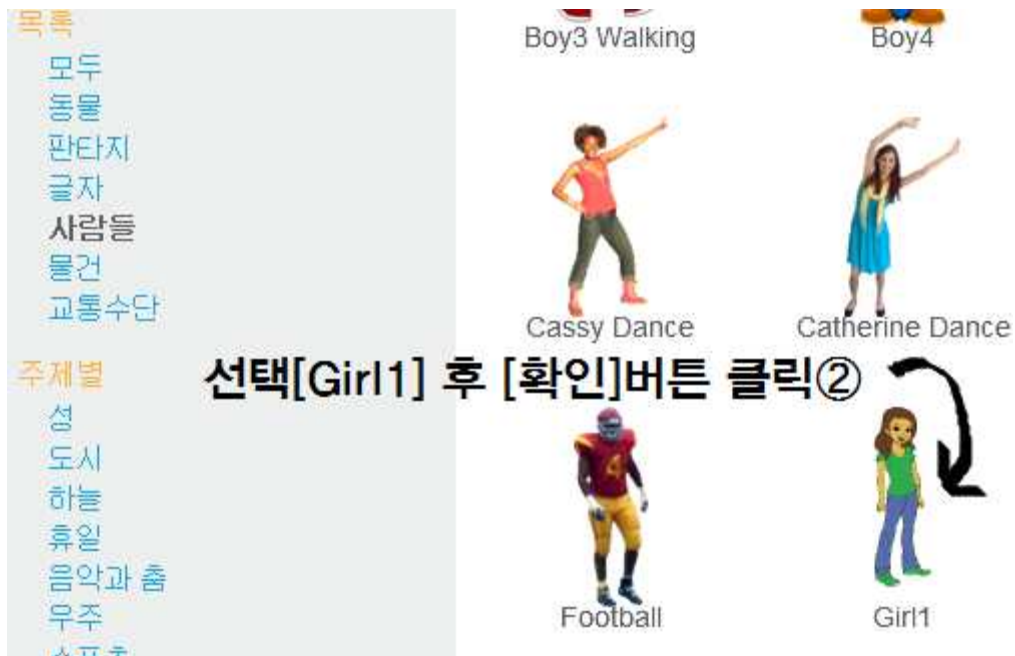 목록
모두
동물
판타지
글자
사람들
물건
교통수단
주제별
성
도시
하늘
휴일
음악과 춤
우주
Boy3 Walking
Boy4
Cassy Dance
Catherine Dance
선택[Girl1] 후 [확인]버튼 클릭②
4
Football
Girl1